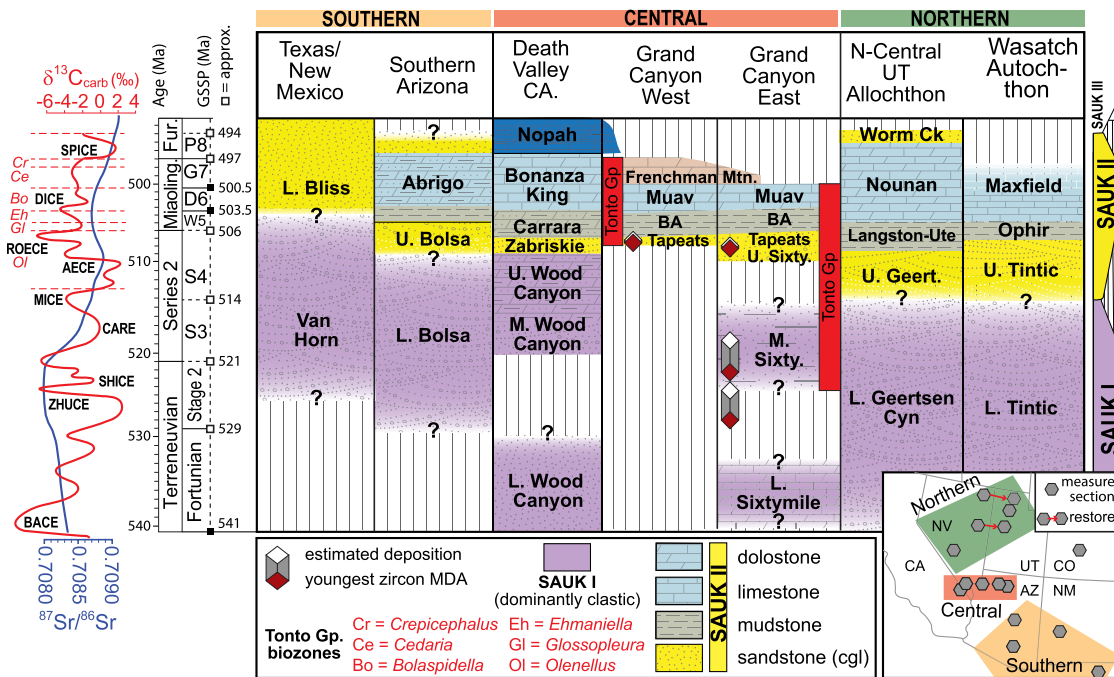 SOUTHERN
CENTRAL
NORTHERN
δ13Ccarb (‰)
-6 -4 -2 0 2 4
Age (Ma)
GSSP (Ma)
□ = approx.
Texas/
New
Mexico
Southern
Arizona
Death
Valley
CA.
Grand
Canyon
West
Grand
Canyon
East
N-Central
UT
Allochthon
Wasatch
Autoch-
thon
SAUK III
SAUK II
SAUK I
500
510
520
530
540
Fur.
Miaoling.
Series 2
Terreneuvian
P8
G7
D6
W5
S4
S3
Stage 2
Fortunian
494
497
500.5
503.5
506
514
521
529
541
Cr
Ce
Bo
Eh
Gl
Ol
SPICE
DICE
ROECE
AECE
MICE
CARE
SHICE
ZHUCE
BACE
0.7080
0.7085
0.7090
87Sr/86Sr
L. Bliss
?
Van
Horn
?
?
Abrigo
U. Bolsa
?
L. Bolsa
?
Nopah
Bonanza
King
Carrara
Zabriskie
U. Wood
Canyon
M. Wood
Canyon
?
L. Wood
Canyon
Tonto Gp
Frenchman Mtn.
Muav
BA
Tapeats
Muav
BA
Tapeats
U. Sixty.
?
M.
Sixty.
?
?
L.
Sixtymile
?
Tonto Gp
Worm Ck
Nounan
Langston-Ute
U. Geert.
?
L. Geertsen
Cyn
Maxfield
Ophir
U. Tintic
?
L. Tintic
estimated deposition
youngest zircon MDA
SAUK I
(dominantly clastic)
Tonto Gp.
biozones
Cr = Crepicephalus
Ce = Cedaria
Bo = Bolaspidella
Eh = Ehmaniella
Gl = Glossopleura
Ol = Olenellus
SAUK II
dolostone
limestone
mudstone
sandstone (cgl)
measure
section
restore
Northern
NV
CA
UT
CO
AZ
NM
Central
Southern